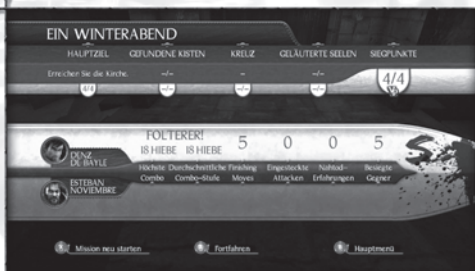 EIN WINTERABEND
HAUPTZIEL GEFUNDENE KISTEN KREUZ GELÄUTERTE SEELEN SIEGPUNKTE
Erreichen Sie die Kirche. -/- - -/- 4/4
4/4 -/- -/- -/-
FOLTERER!
18 HIEBE 18 HIEBE 5 0 0 5
DENZ
DE BAYLE
Höchste Durchschnittliche Finishing Eingesteckte Nahtod- Besiegte
Combo Combo-Stufe Moves Attacken Erfahrungen Gegner
ESTEBAN
NOVIEMBRE
Mission neu starten Fortfahren Hauptmenü